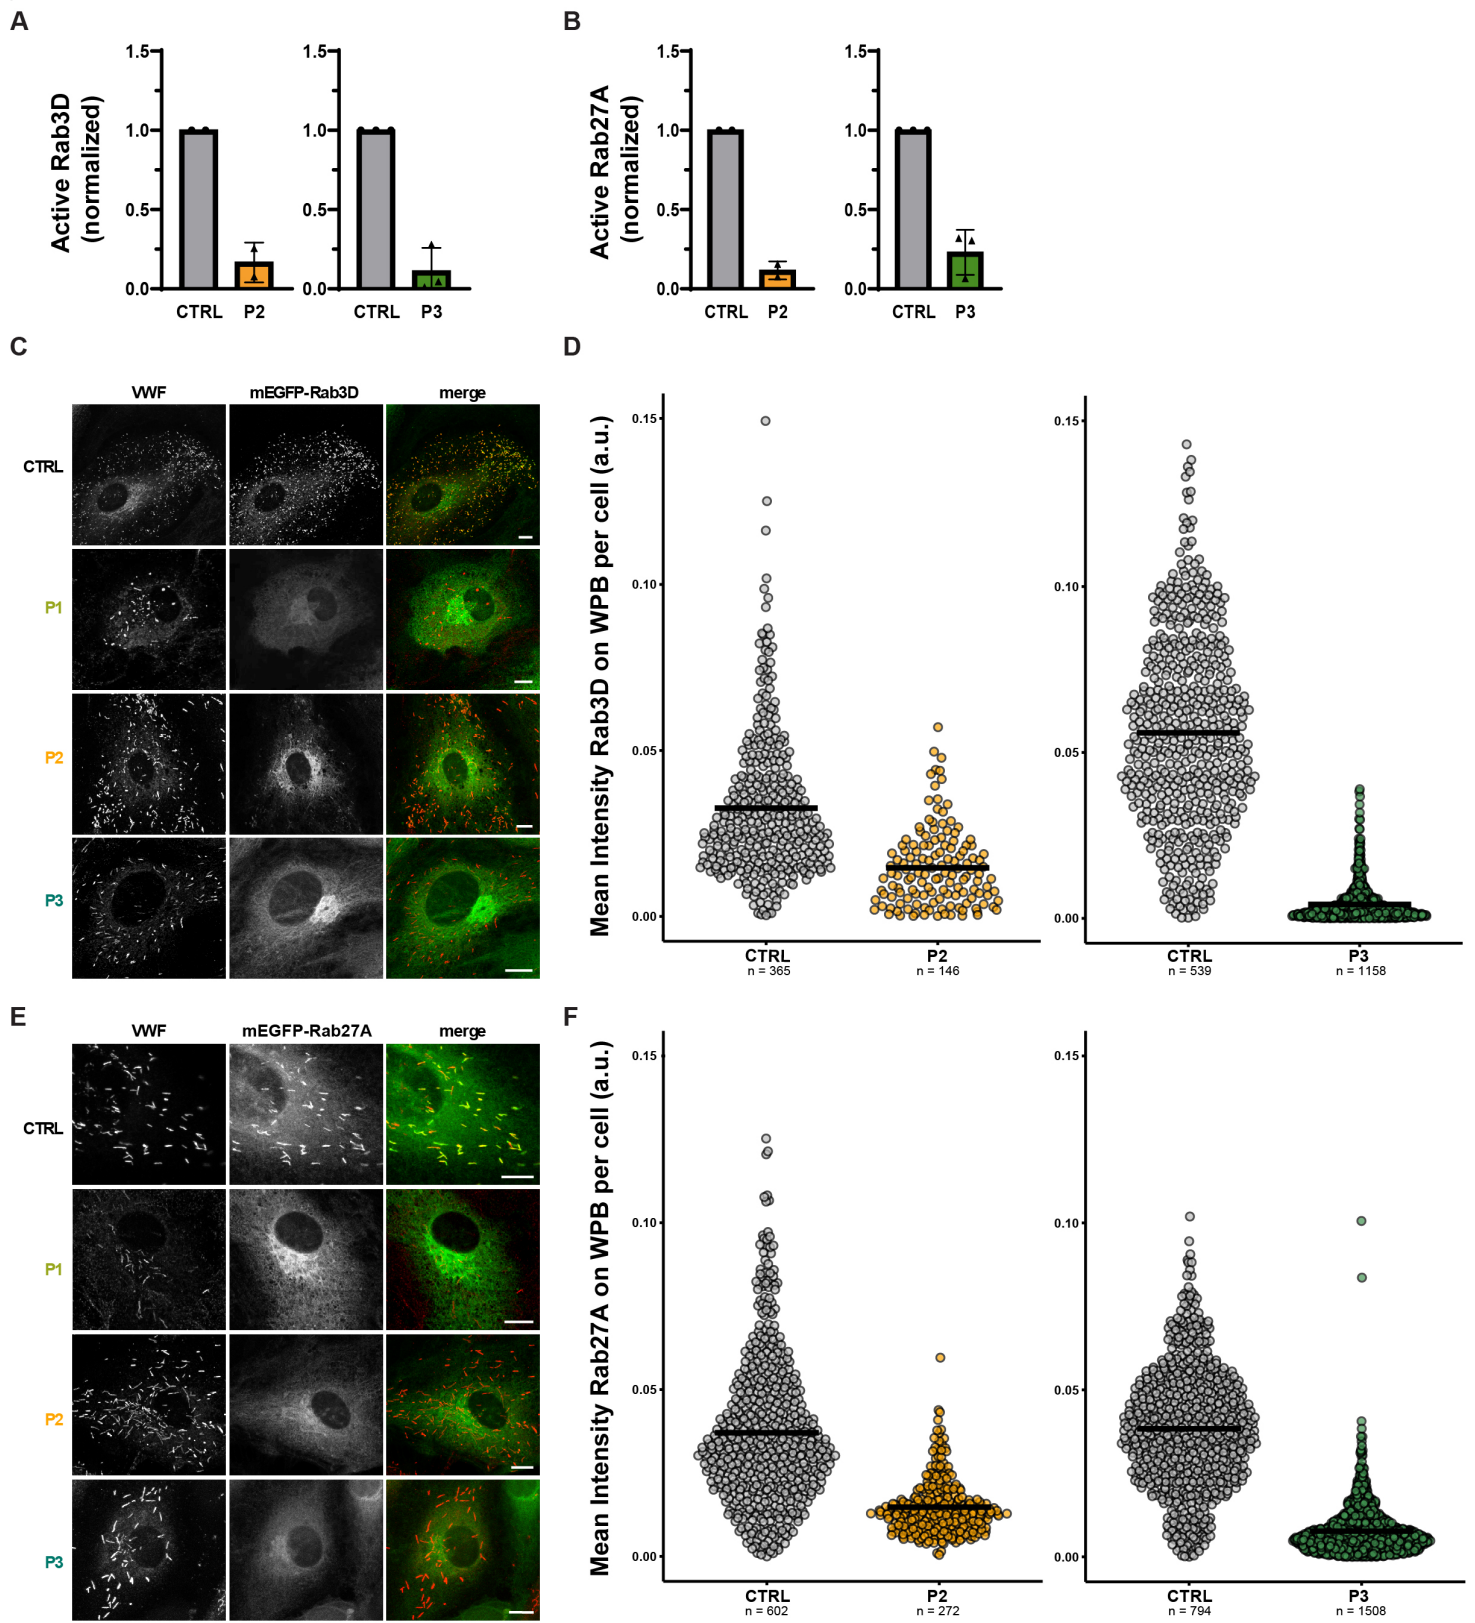 A
Active Rab3D
(normalized)
1.5
1.0
0.5
0.0
CTRL P2
1.5
1.0
0.5
0.0
CTRL P3
B
Active Rab27A
(normalized)
1.5
1.0
0.5
0.0
CTRL P2
1.5
1.0
0.5
0.0
CTRL P3
C
VWF mEGFP-Rab3D merge
CTRL
P1
P2
P3
D
Mean Intensity Rab3D on WPB per cell (a.u.)
0.15
0.10
0.05
0.00
CTRL P2
n = 365 n = 146
0.15
0.10
0.05
0.00
CTRL P3
n = 539 n = 1158
E
VWF mEGFP-Rab27A merge
CTRL
P1
P2
P3
F
Mean Intensity Rab27A on WPB per cell (a.u.)
0.15
0.10
0.05
0.00
CTRL P2
n = 602 n = 272
0.15
0.10
0.05
0.00
CTRL P3
n = 794 n = 1508